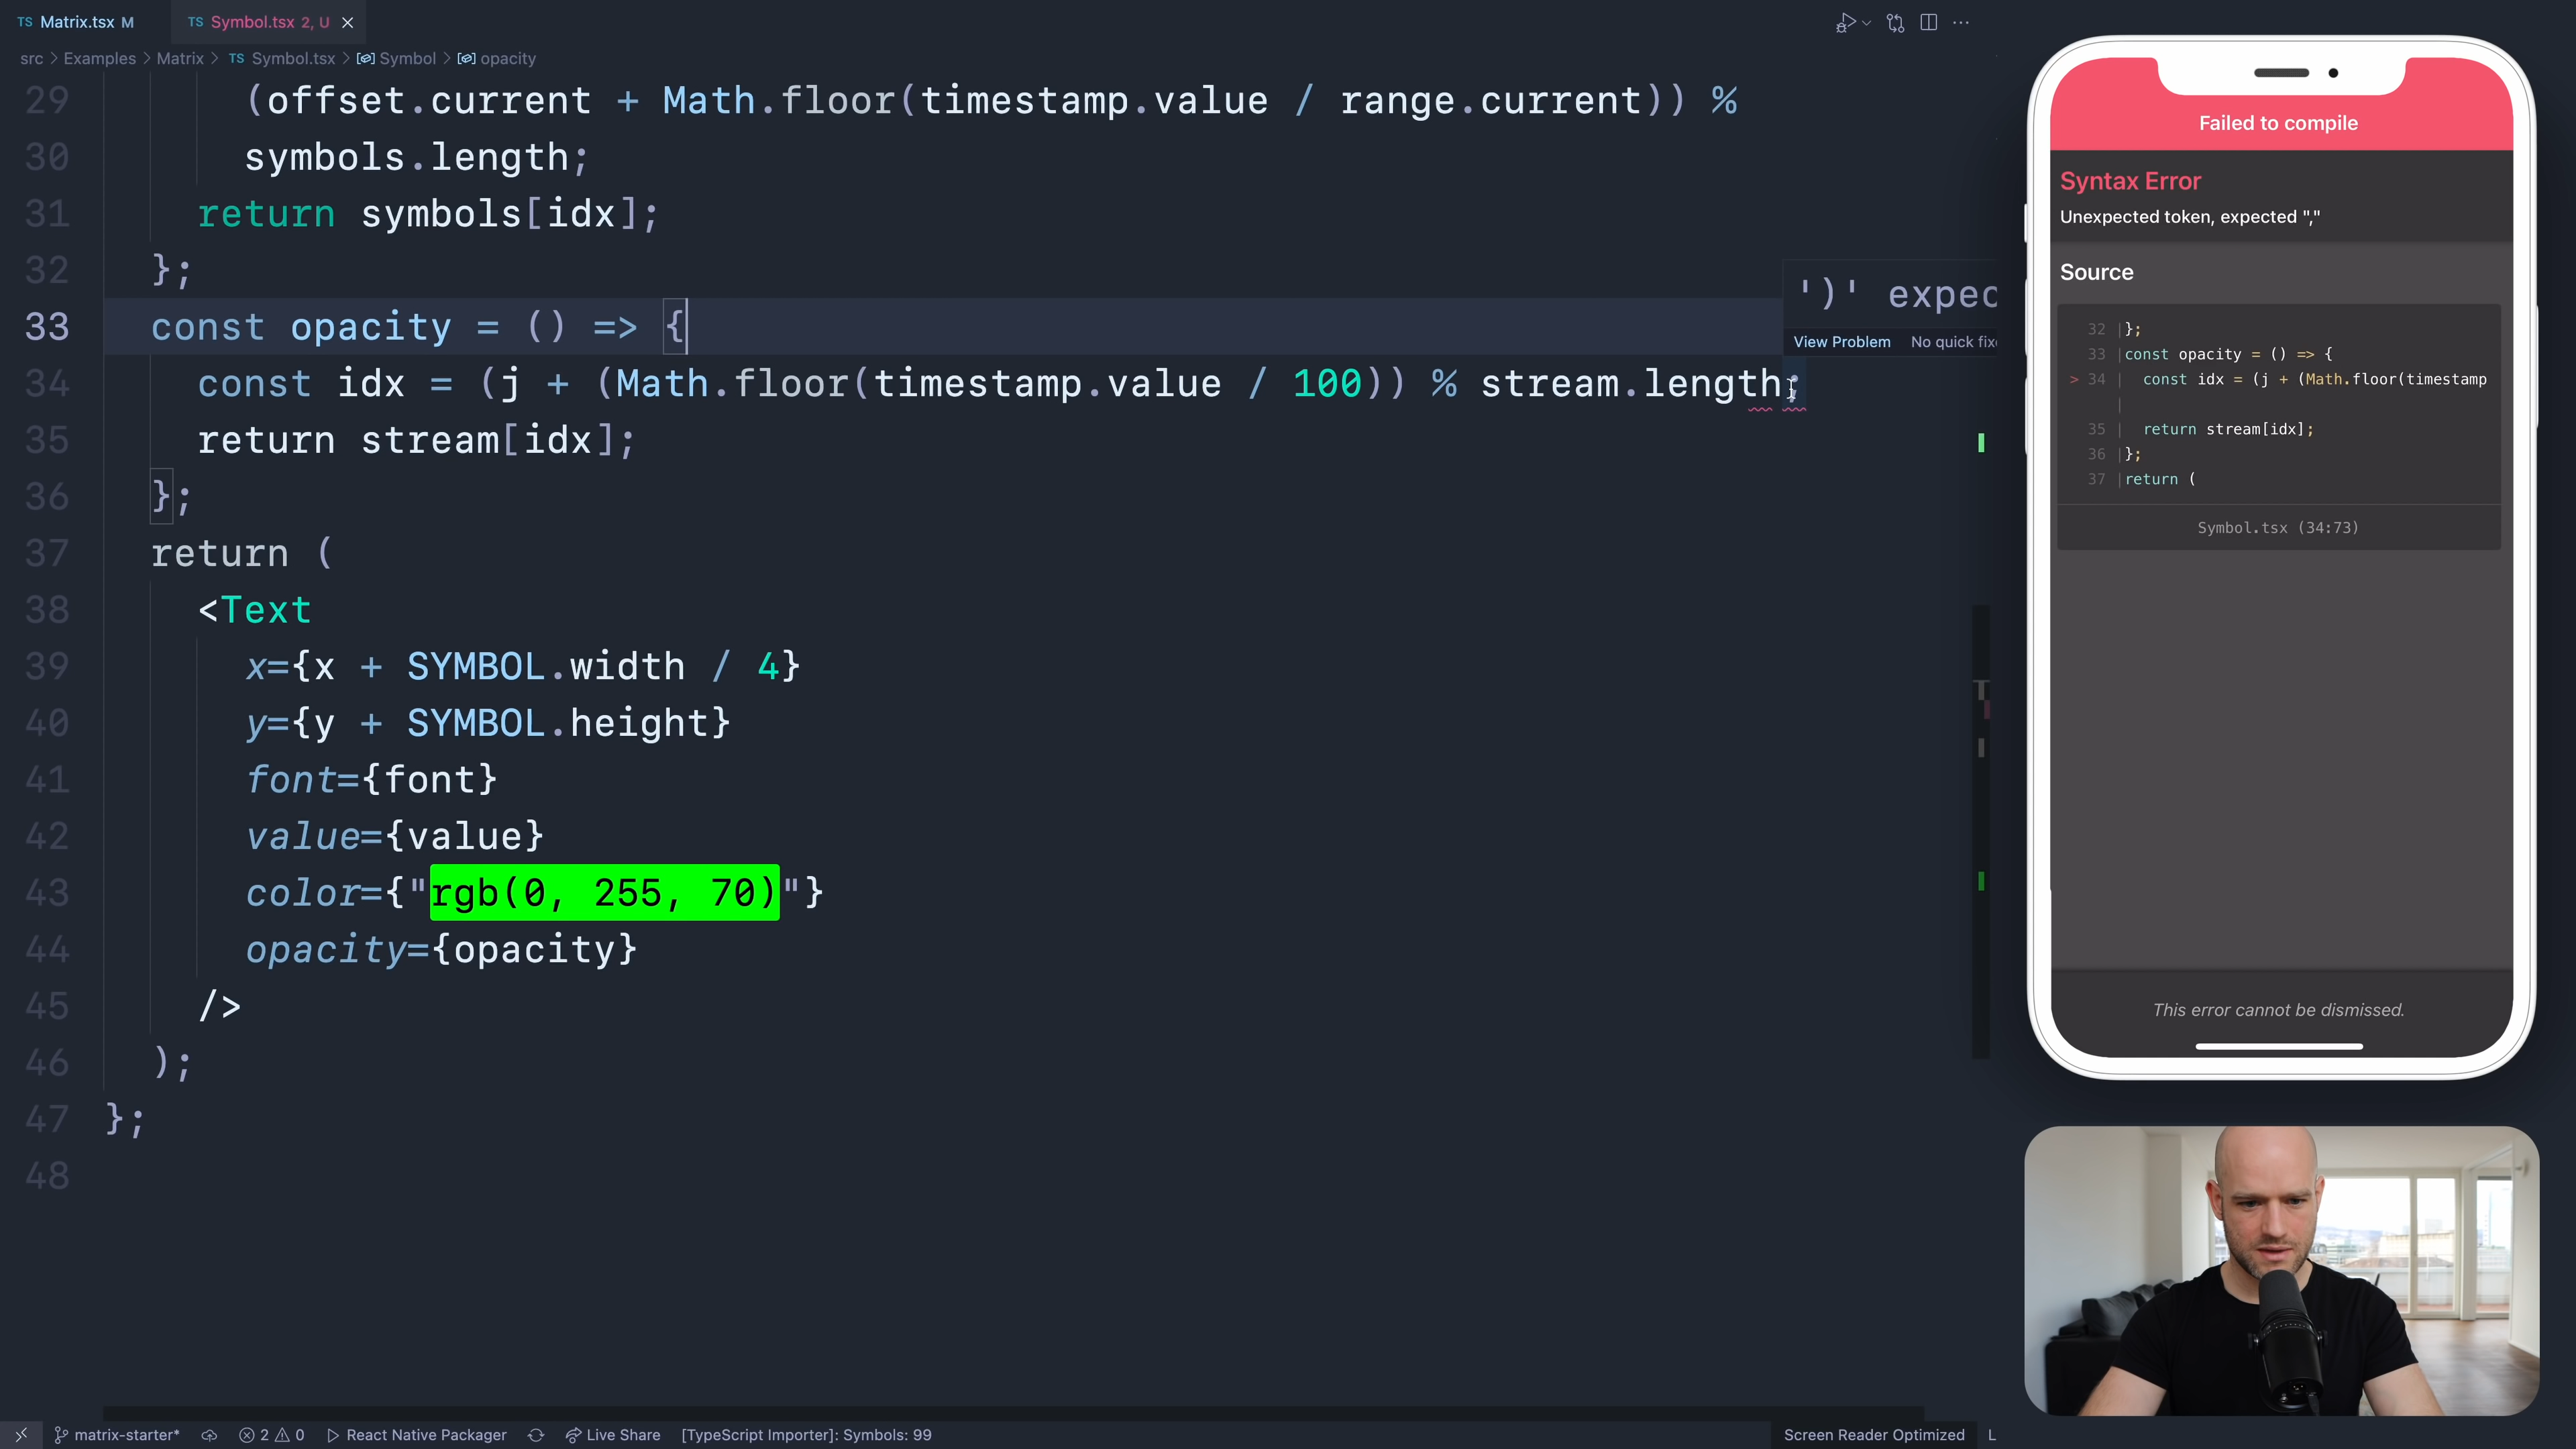 TS Matrix.tsx M
TS Symbol.tsx 2, U
src > Examples > Matrix > TS Symbol.tsx > Symbol > opacity
29 (offset.current + Math.floor(timestamp.value / range.current)) %
30 symbols.length;
31 return symbols[idx];
32 };
33 const opacity = () => {
34 const idx = (j + (Math.floor(timestamp.value / 100)) % stream.length;
35 return stream[idx];
36 };
37 return (
38 <Text
39 x={x + SYMBOL.width / 4}
40 y={y + SYMBOL.height}
41 font={font}
42 value={value}
43 color={"rgb(0, 255, 70)"}
44 opacity={opacity}
45 />
46 );
47 };
48
')' expec
View Problem No quick fix
matrix-starter* 2 0 React Native Packager Live Share [TypeScript Importer]: Symbols: 99 Screen Reader Optimized L
Failed to compile
Syntax Error
Unexpected token, expected ","
Source
32 |};
33 |const opacity = () => {
> 34 | const idx = (j + (Math.floor(timestamp
|
35 | return stream[idx];
36 |};
37 |return (
Symbol.tsx (34:73)
This error cannot be dismissed.